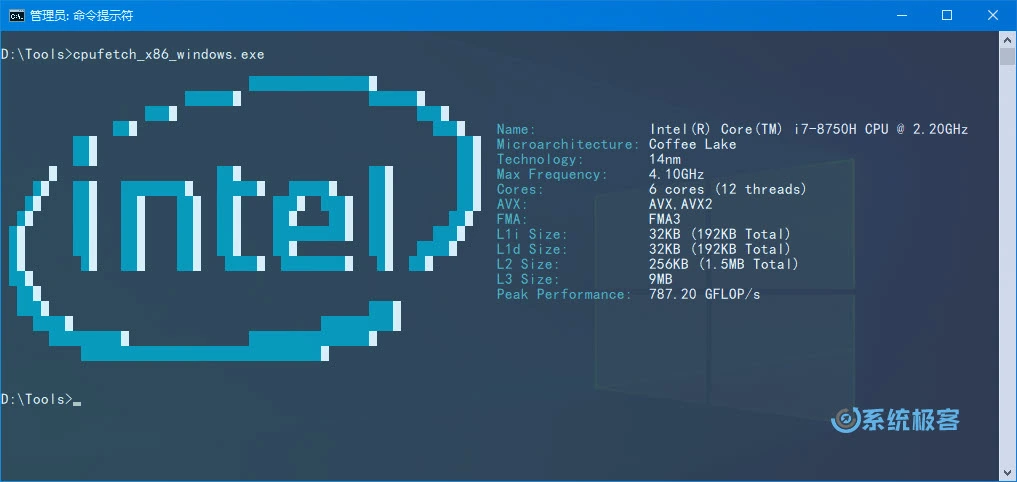 管理员: 命令提示符
D:\Tools>cpufetch_x86_windows.exe
intel
Name: Intel(R) Core(TM) i7-8750H CPU @ 2.20GHz
Microarchitecture: Coffee Lake
Technology: 14nm
Max Frequency: 4.10GHz
Cores: 6 cores (12 threads)
AVX: AVX,AVX2
FMA: FMA3
L1i Size: 32KB (192KB Total)
L1d Size: 32KB (192KB Total)
L2 Size: 256KB (1.5MB Total)
L3 Size: 9MB
Peak Performance: 787.20 GFLOP/s
D:\Tools>_
系统极客